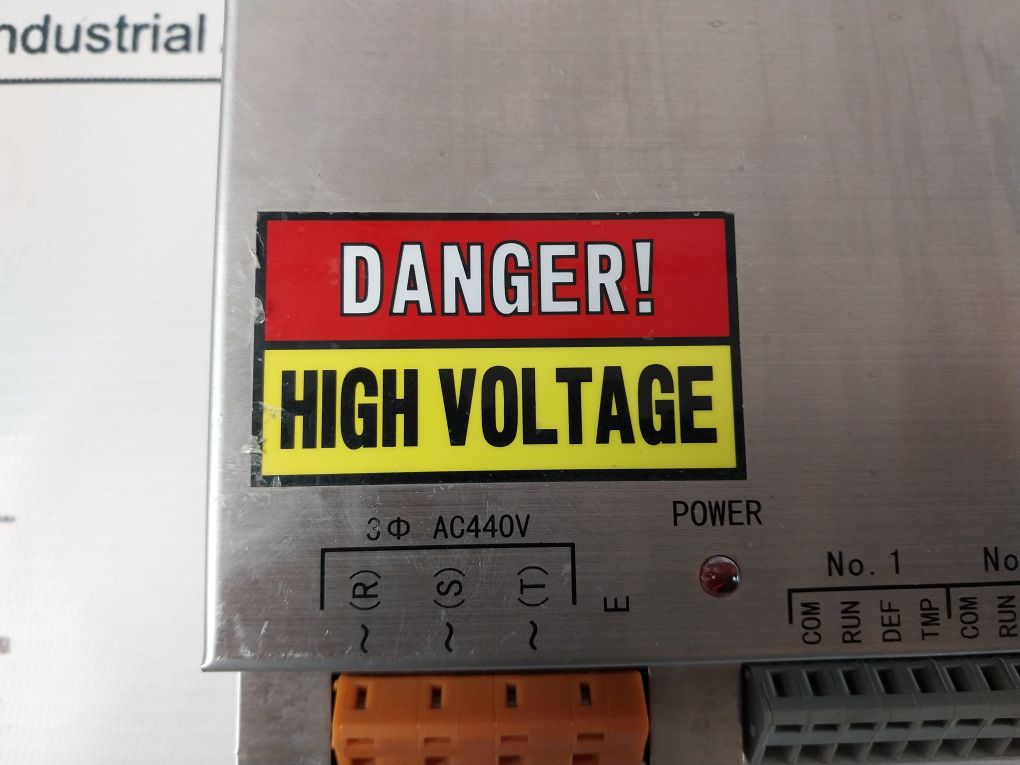 ndustrial
DANGER!
HIGH VOLTAGE
3Φ AC440V
(R) (S) (T) E
~ ~ ~
POWER
No. 1
COM RUN DEF TMP COM RUN